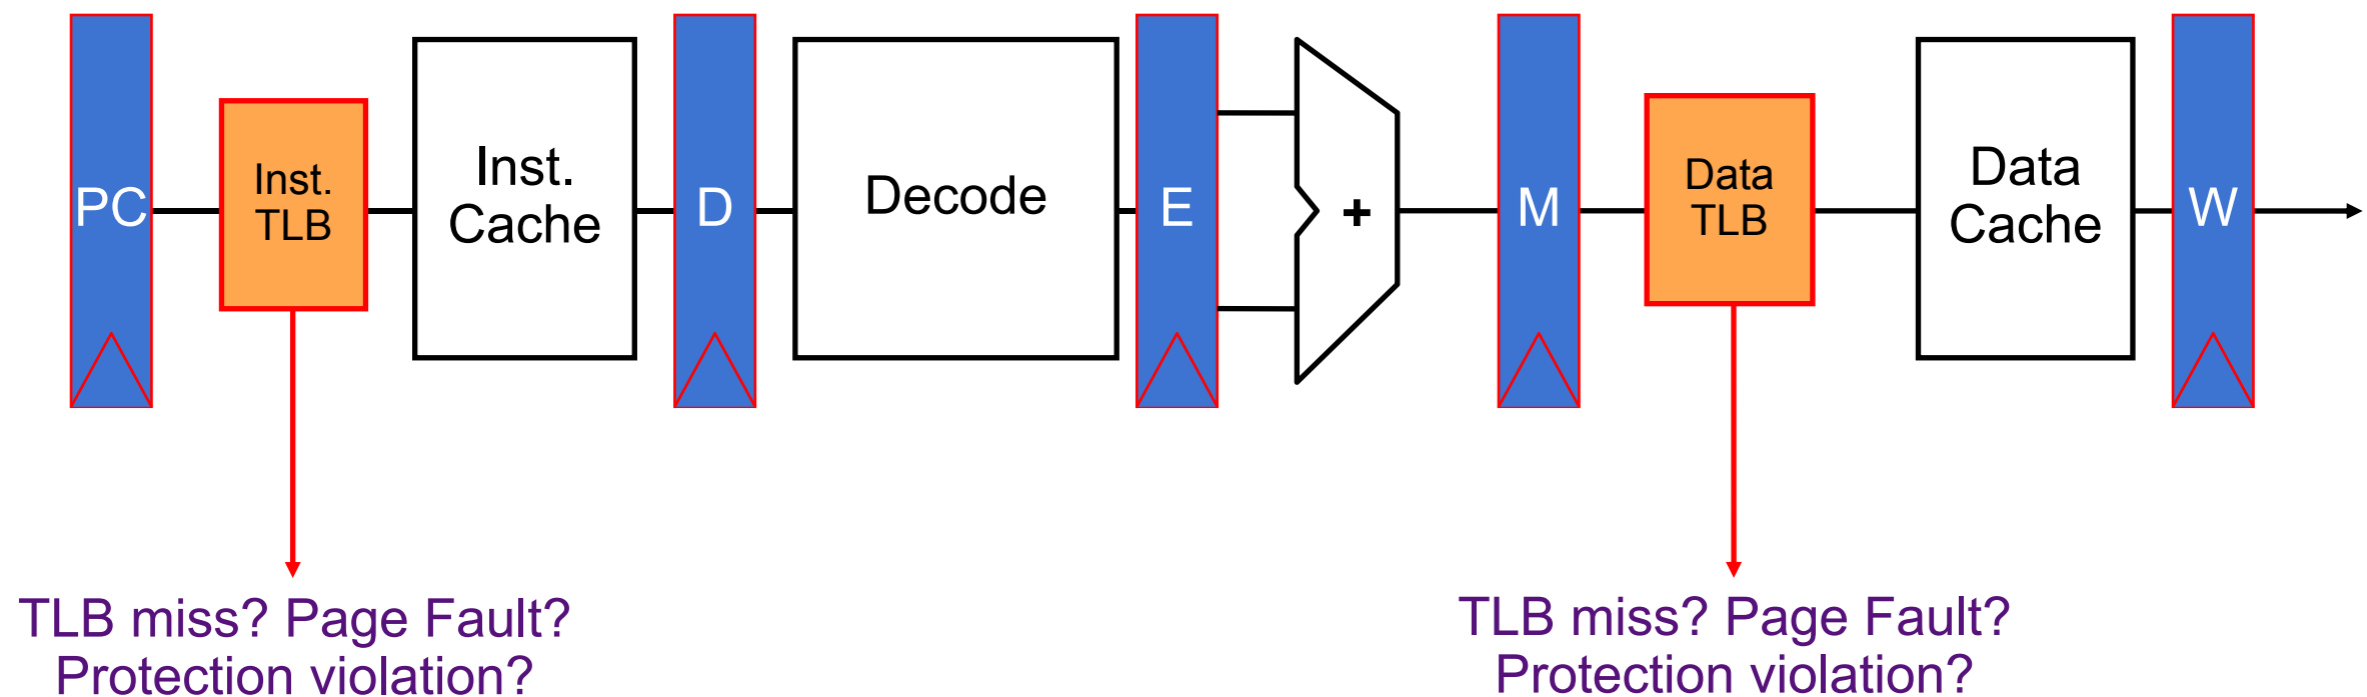 PC
Inst.
TLB
Inst.
Cache
D
Decode
E
+
M
Data
TLB
Data
Cache
W
TLB miss? Page Fault?
Protection violation?
TLB miss? Page Fault?
Protection violation?